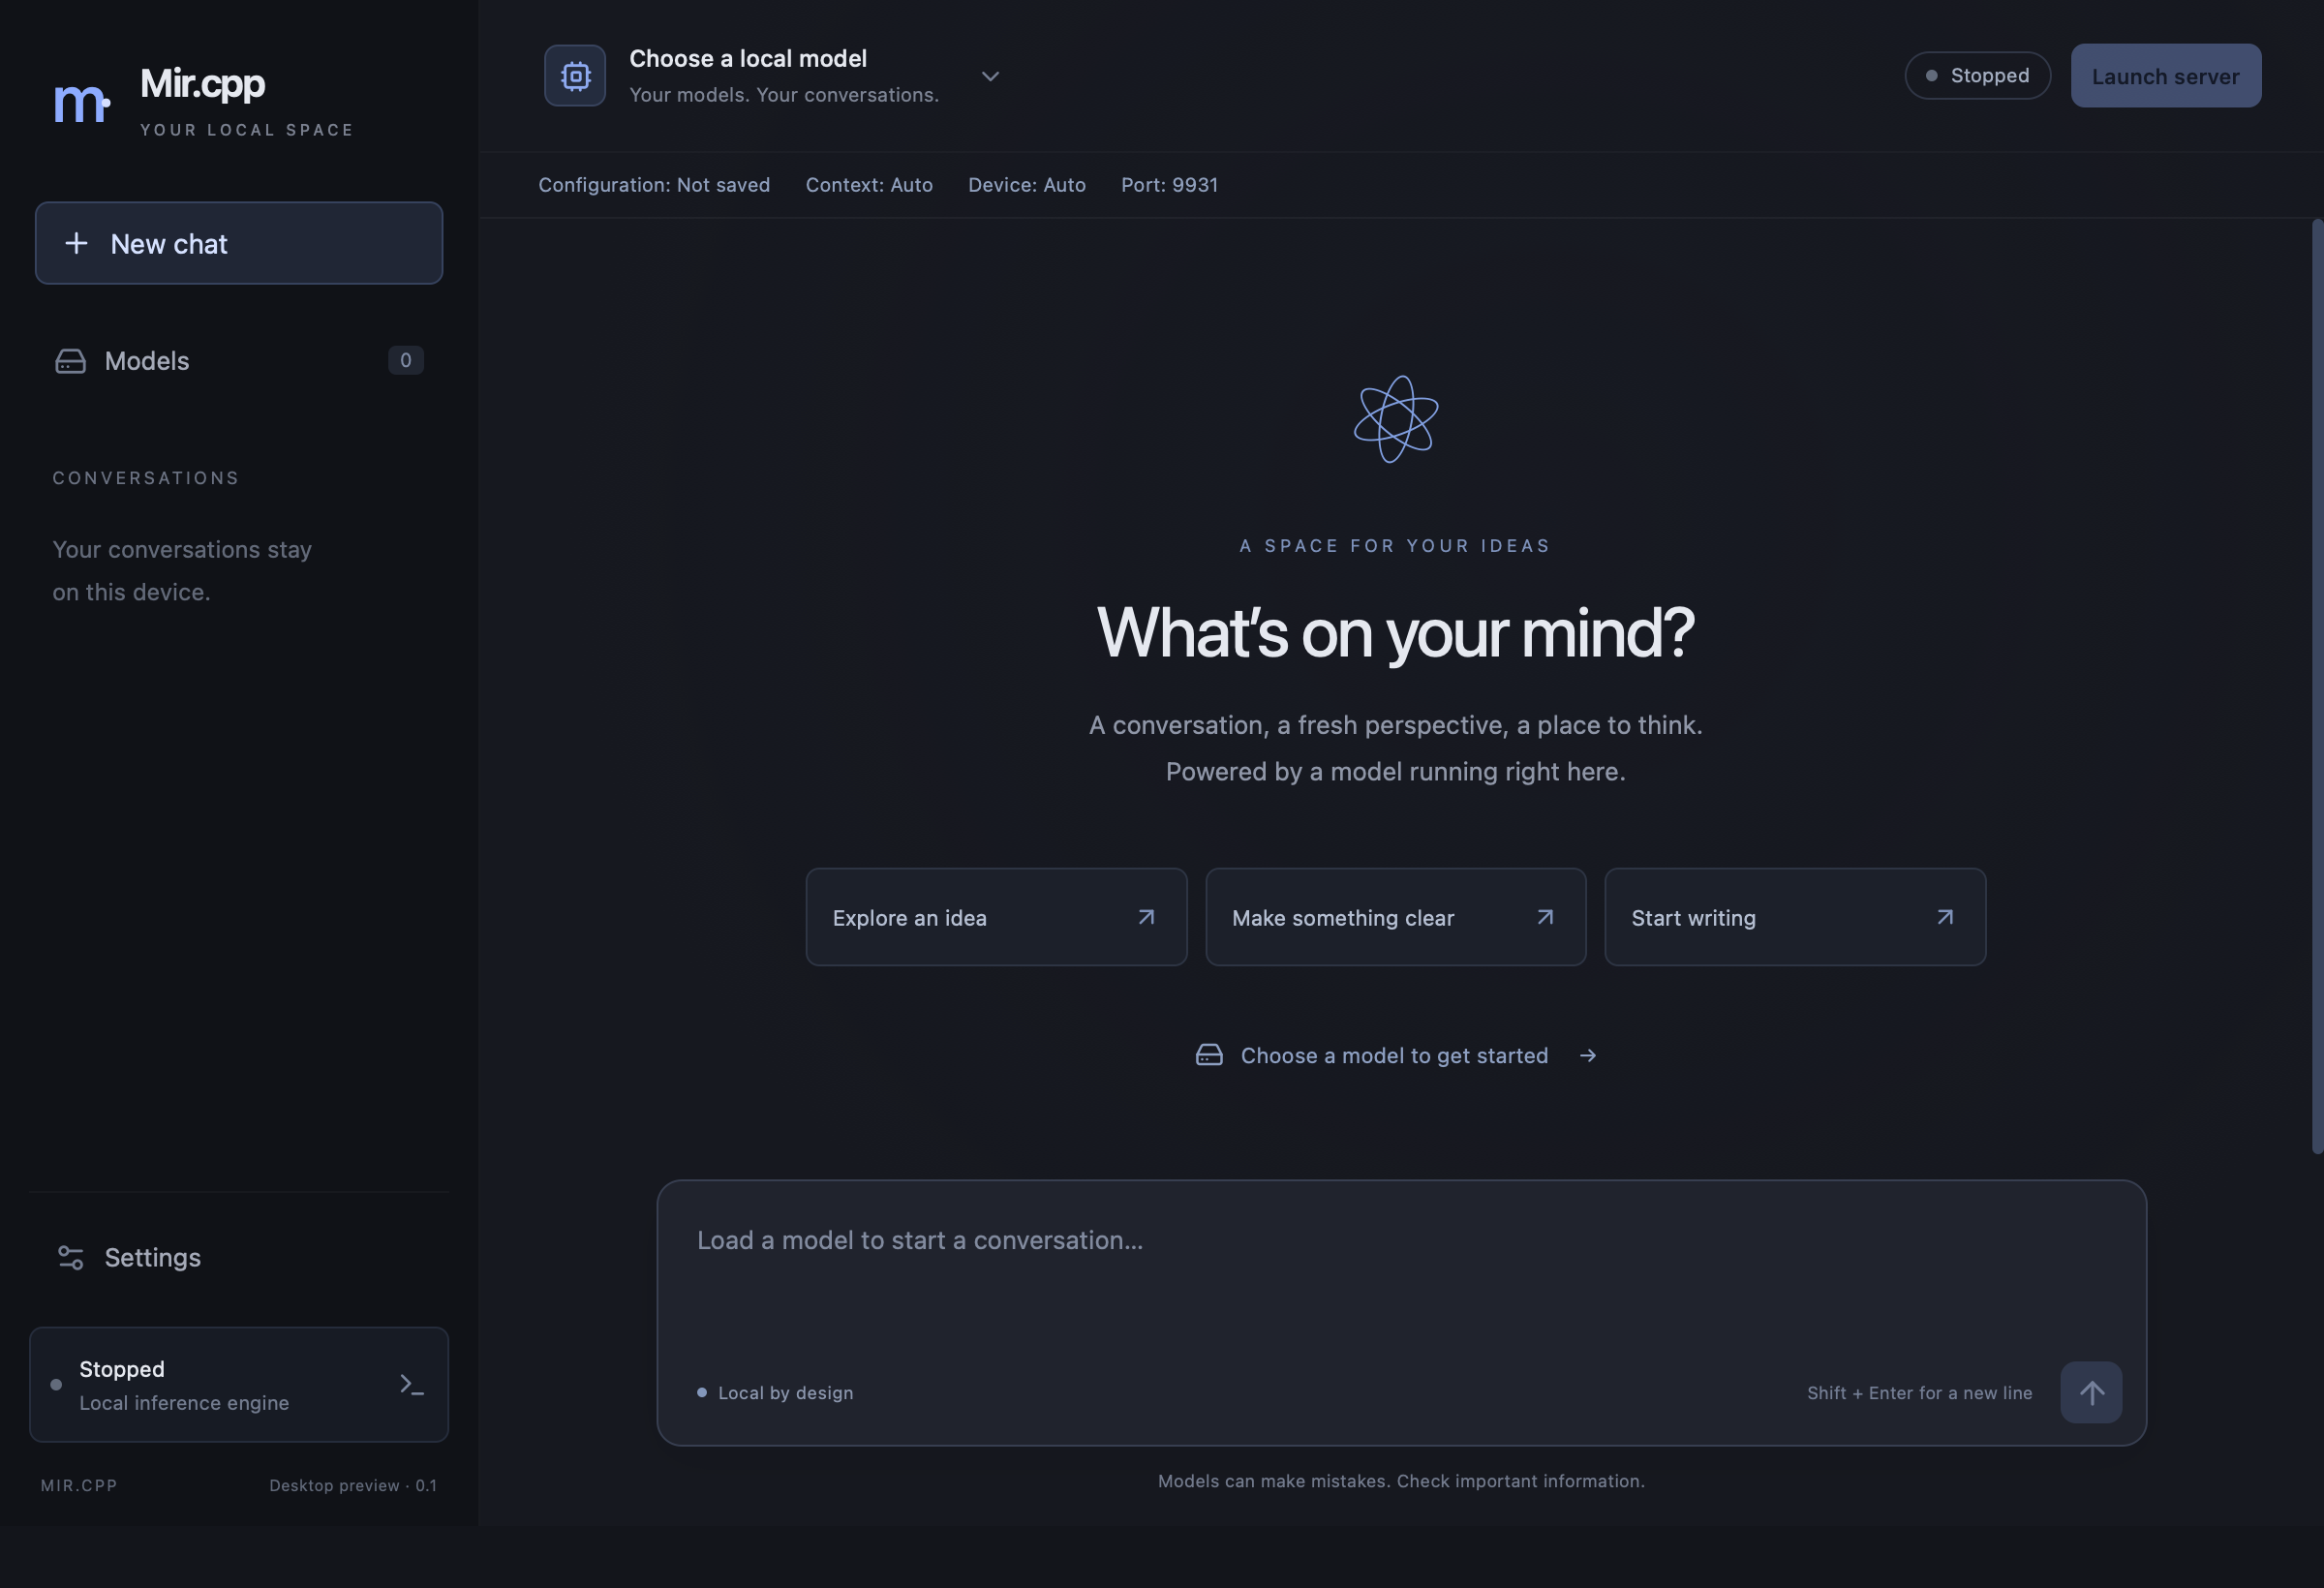 m.
Mir.cpp
YOUR LOCAL SPACE
New chat
Models 0
CONVERSATIONS
Your conversations stay
on this device.
Settings
Stopped
Local inference engine
MIR.CPP Desktop preview · 0.1
Choose a local model
Your models. Your conversations.
Stopped
Launch server
Configuration: Not saved Context: Auto Device: Auto Port: 9931
A SPACE FOR YOUR IDEAS
What’s on your mind?
A conversation, a fresh perspective, a place to think.
Powered by a model running right here.
Explore an idea
Make something clear
Start writing
Choose a model to get started
Load a model to start a conversation...
Local by design
Shift + Enter for a new line
Models can make mistakes. Check important information.